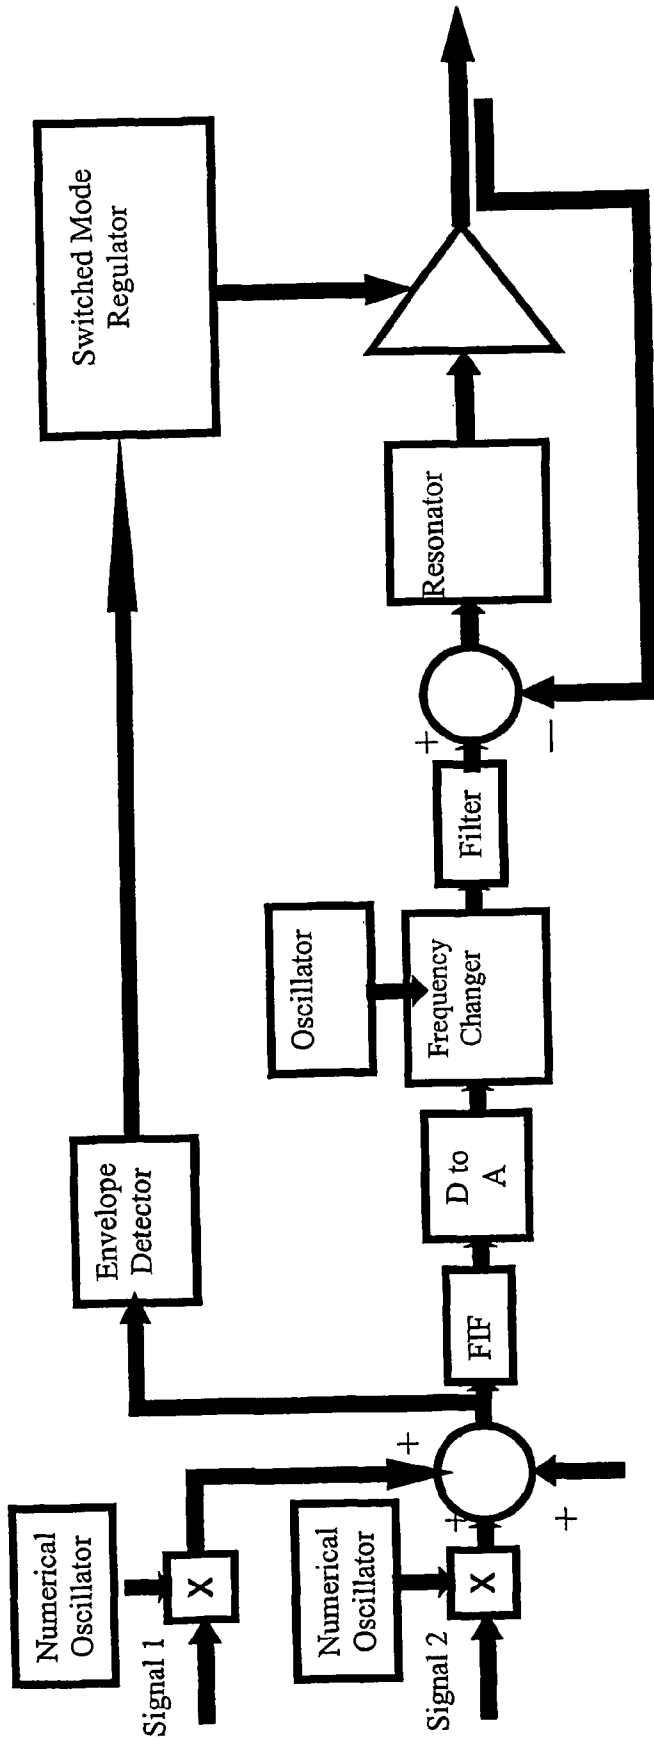 Numerical
Oscillator
X
Signal 1
Numerical
Oscillator
X
Signal 2
+
+
+
Envelope
Detector
FIF
D to
A
Oscillator
Frequency
Changer
Filter
+
−
Resonator
Switched Mode
Regulator